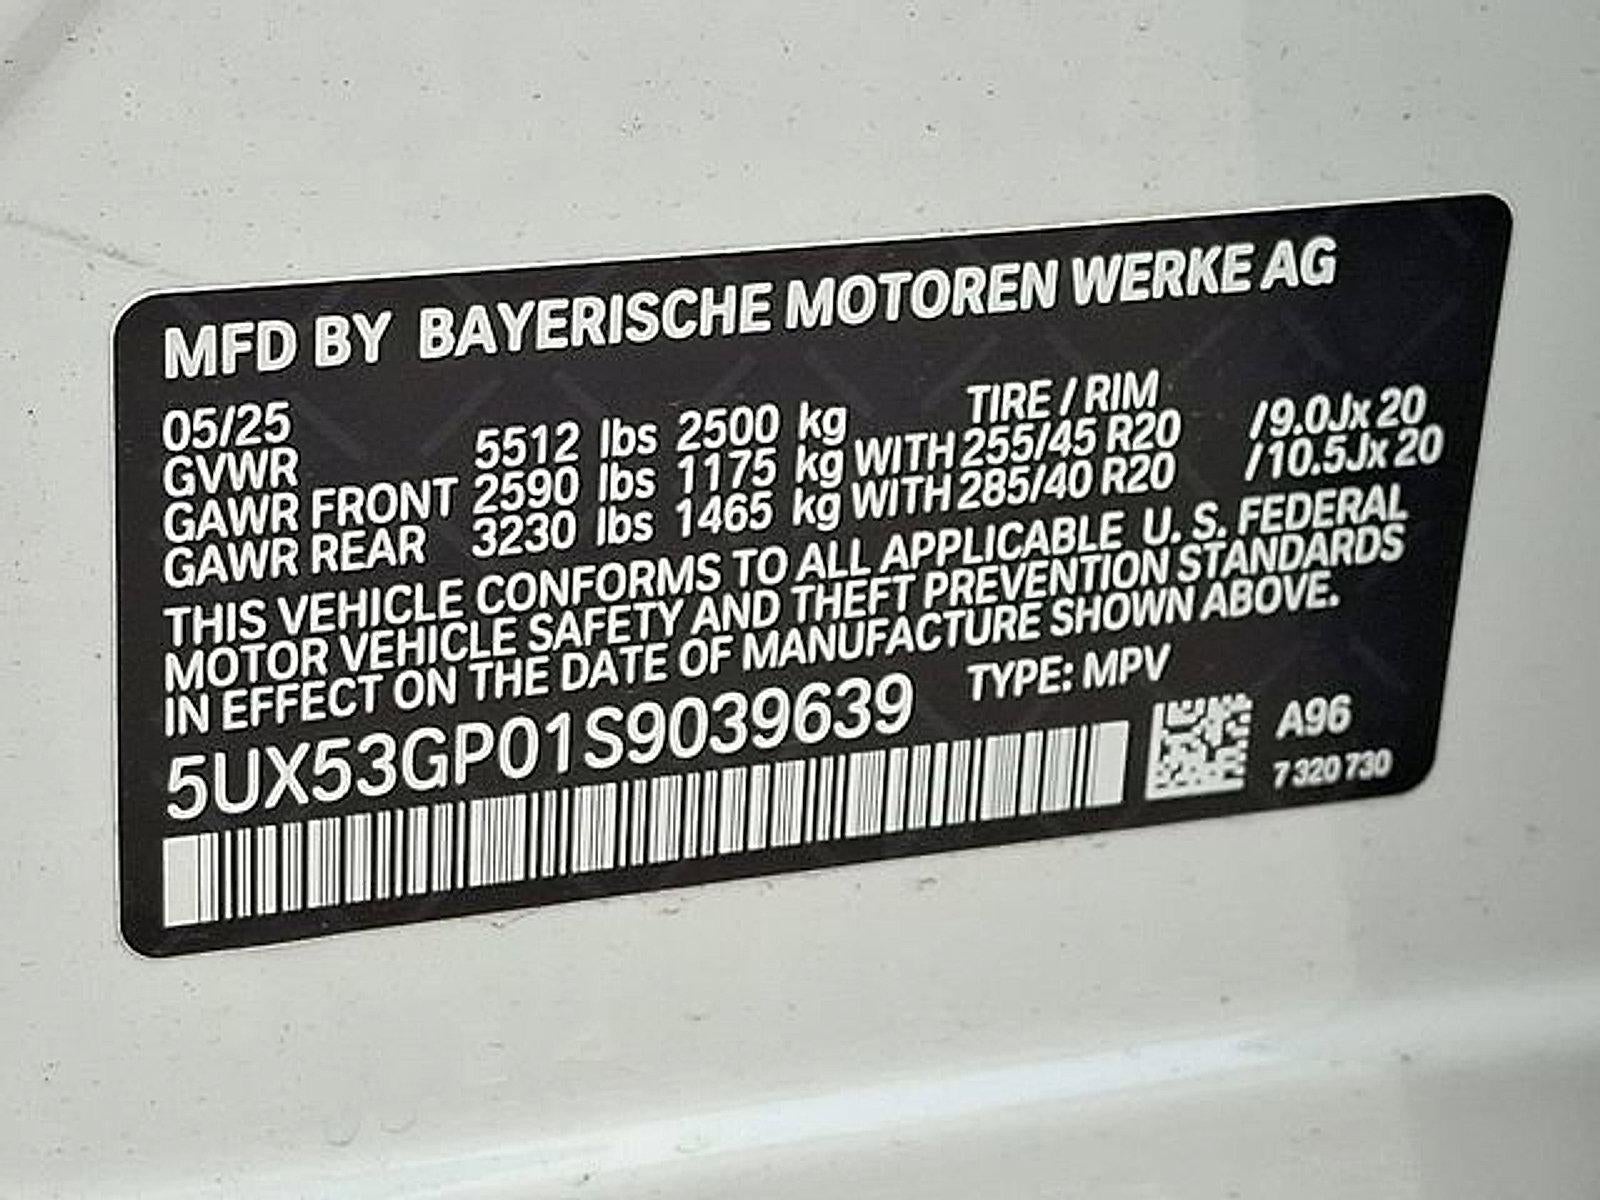 MFD BY BAYERISCHE MOTOREN WERKE AG
05/25 TIRE / RIM
GVWR 5512 lbs 2500 kg
GAWR FRONT 2590 lbs 1175 kg WITH 255/45 R20 /9.0Jx 20
GAWR REAR 3230 lbs 1465 kg WITH 285/40 R20 /10.5Jx 20
THIS VEHICLE CONFORMS TO ALL APPLICABLE U. S. FEDERAL
MOTOR VEHICLE SAFETY AND THEFT PREVENTION STANDARDS
IN EFFECT ON THE DATE OF MANUFACTURE SHOWN ABOVE.
5UX53GP01S9039639 TYPE: MPV
A96
7 320 730